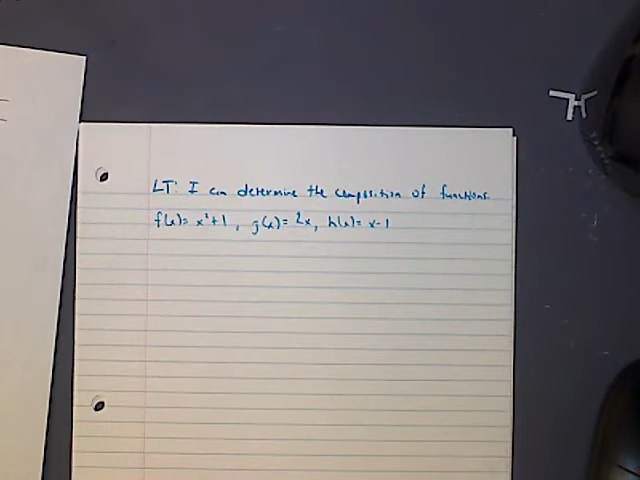 LT: I can determine the composition of functions.
f(x)= x²+1, g(x)= 2x, h(x)= x-1